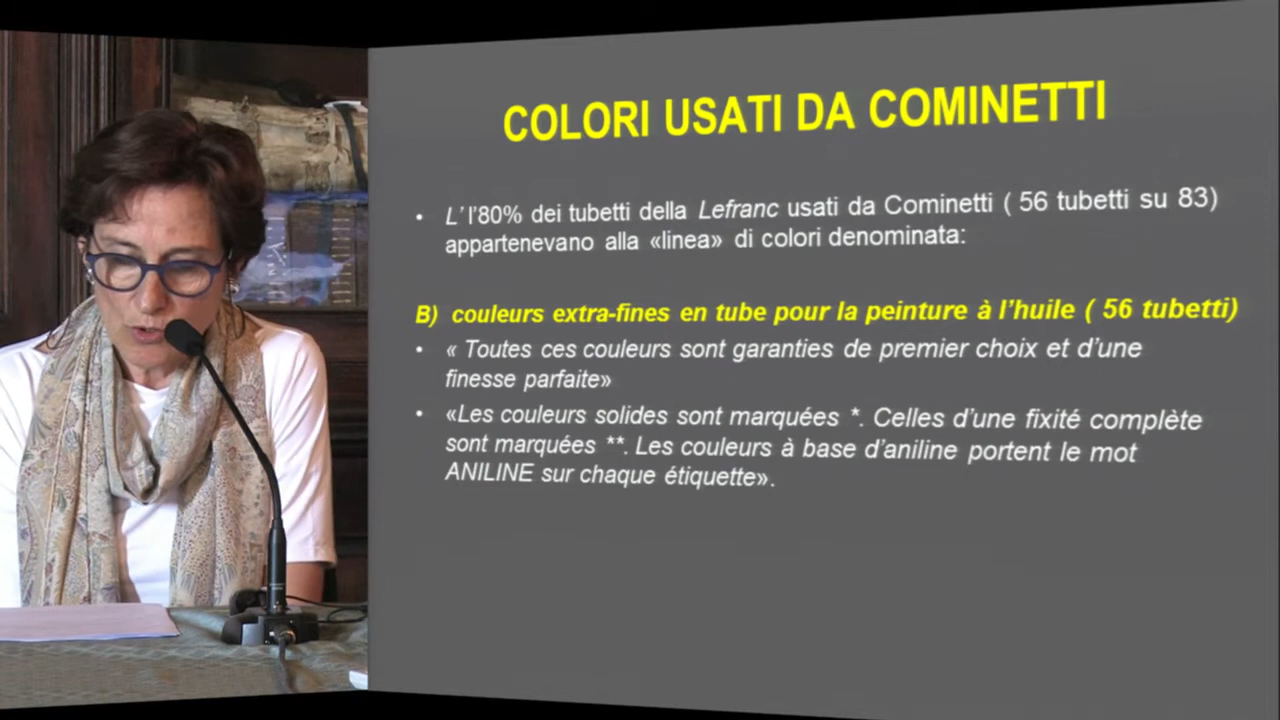 COLORI USATI DA COMINETTI
• L' l'80% dei tubetti della Lefranc usati da Cominetti ( 56 tubetti su 83)
appartenevano alla «linea» di colori denominata:
B) couleurs extra-fines en tube pour la peinture à l'huile ( 56 tubetti)
• « Toutes ces couleurs sont garanties de premier choix et d'une
finesse parfaite»
• «Les couleurs solides sont marquées *. Celles d'une fixité complète
sont marquées **. Les couleurs à base d'aniline portent le mot
ANILINE sur chaque étiquette».